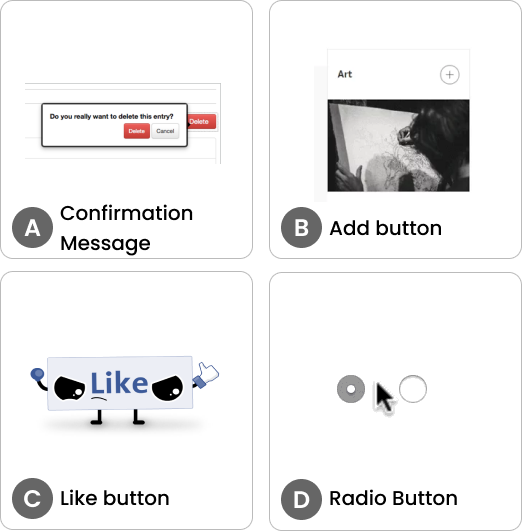 Do you really want to delete this entry?
Delete
Delete Cancel
A Confirmation
Message
Art
B Add button
Like
C Like button
D Radio Button